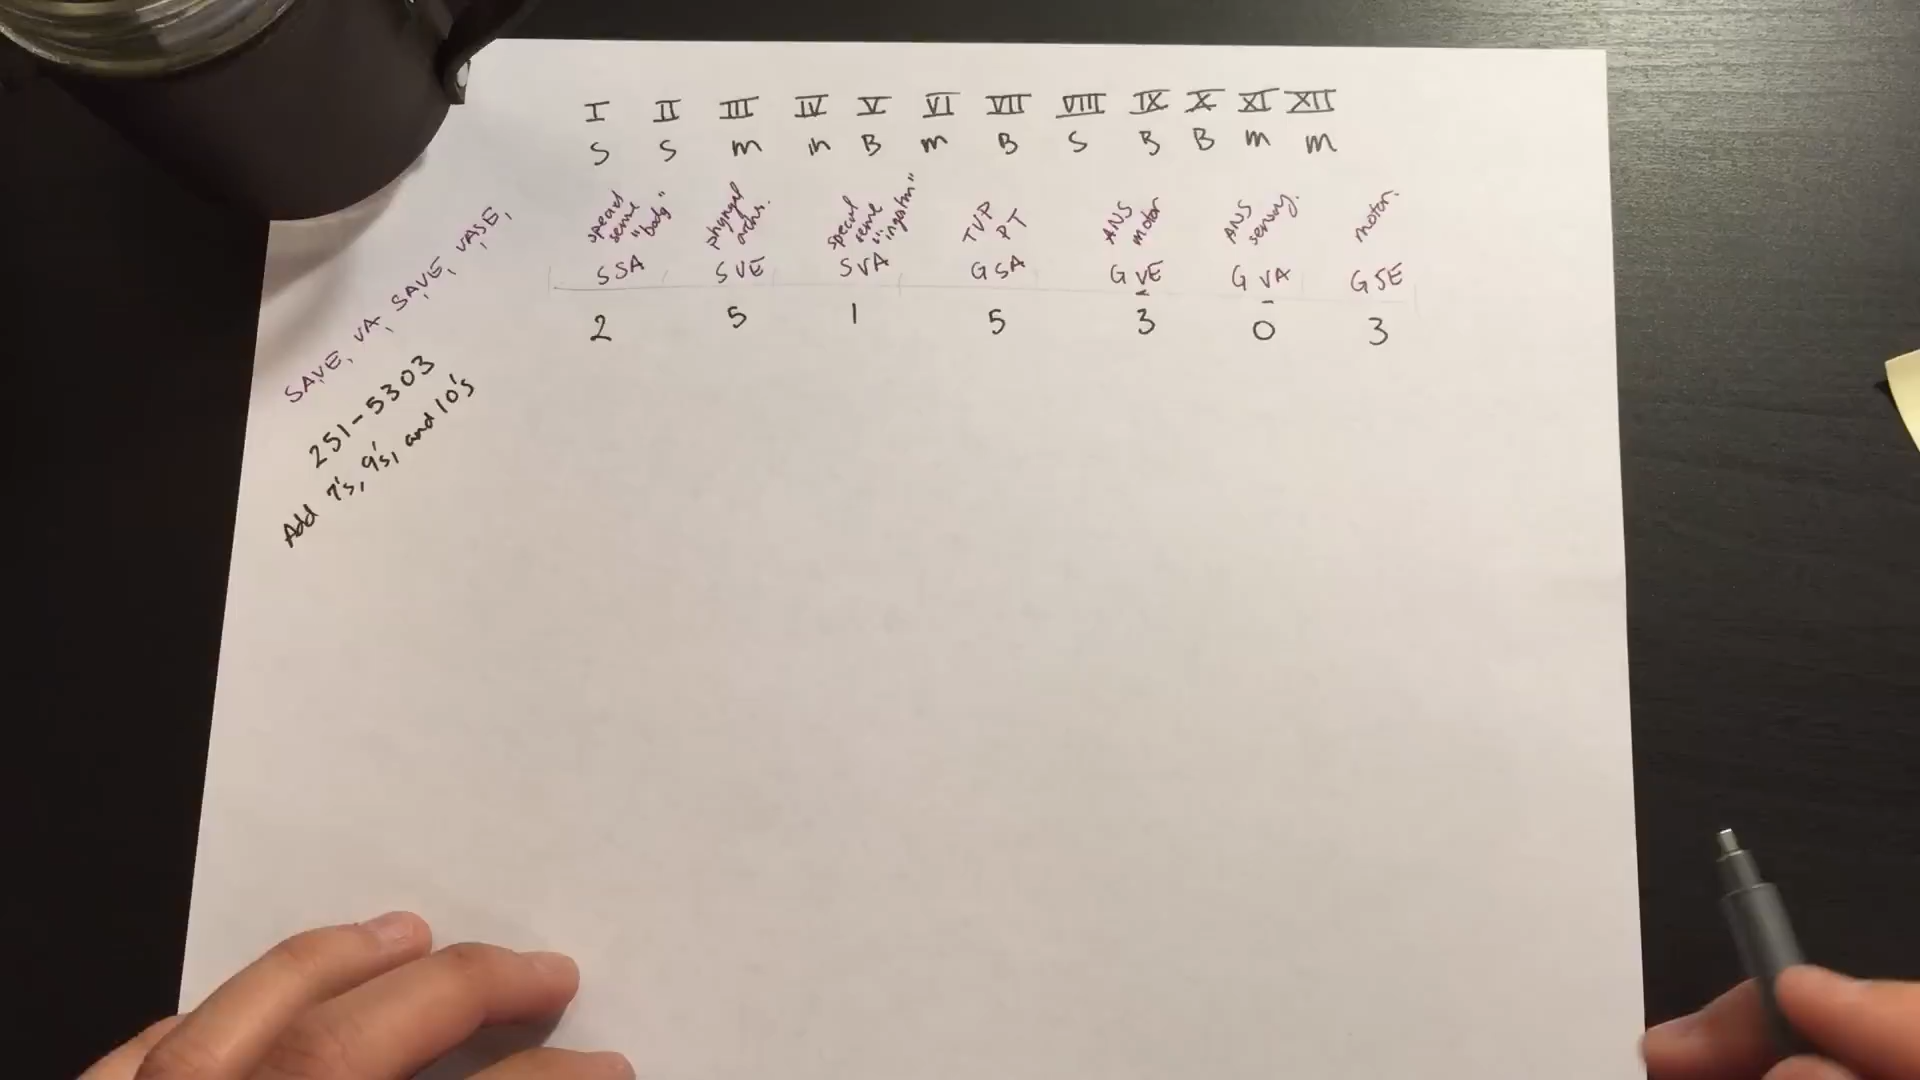 I II III IV V VI VII VIII IX X XI XII
S S m m B m B S B B m m
special sense "body"
pharyngeal arches.
special sense "ingestion"
TVP PT
ANS motor
ANS sensory.
motor.
SSA SVE SVA GSA GVE GVA GSE
2 5 1 5 3 0 3
SAVE, VA, SAVE, VASE,
251-5303
Add 7's, 9's, and 10's